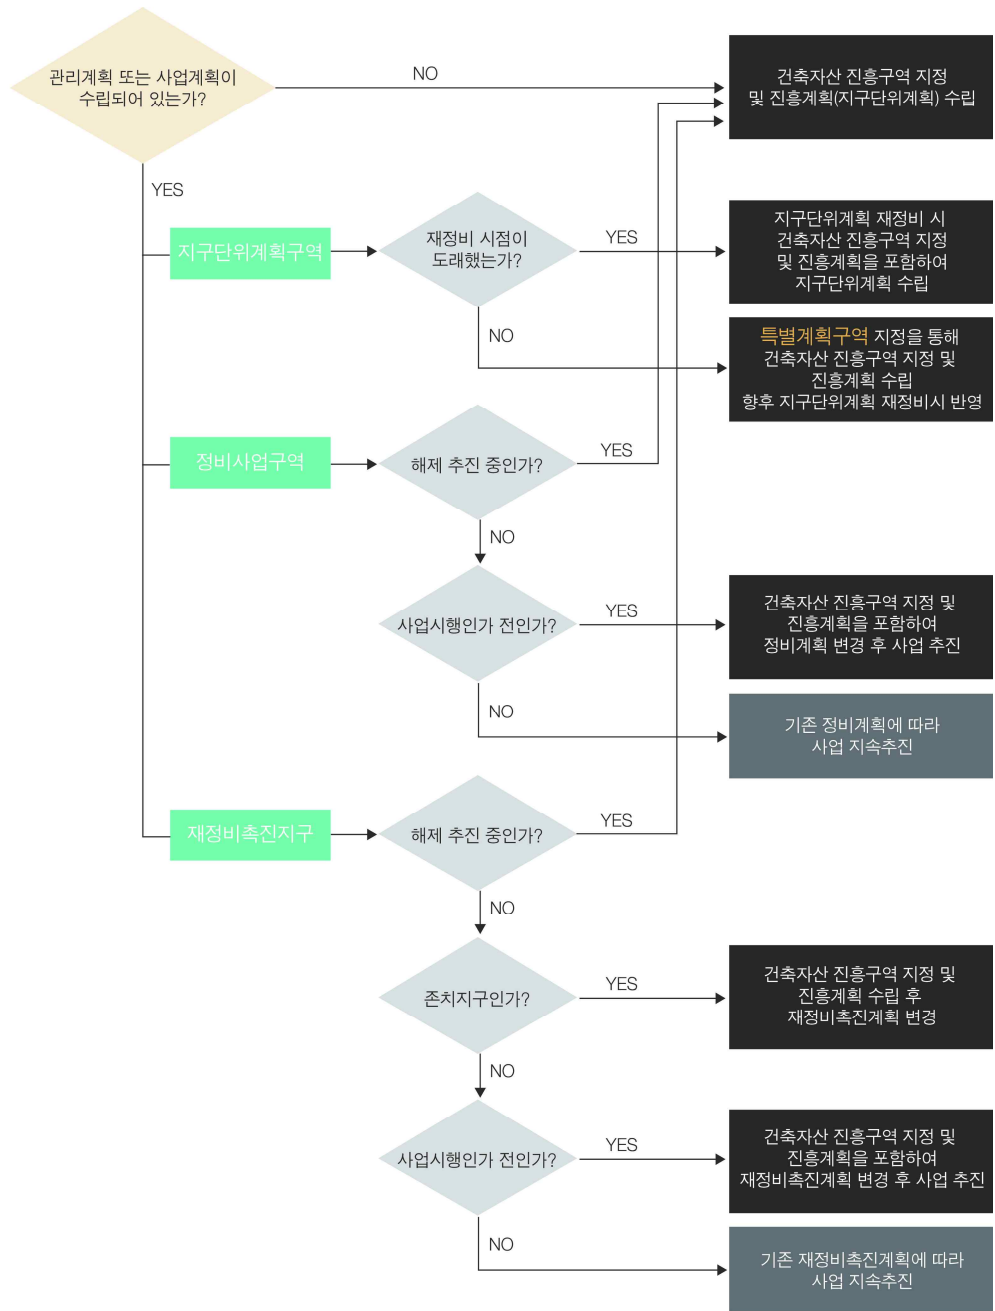 관리계획 또는 사업계획이
수립되어 있는가?
NO
건축자산 진흥구역 지정
및 진흥계획(지구단위계획) 수립
YES
지구단위계획구역
재정비 시점이
도래했는가?
YES
지구단위계획 재정비 시
건축자산 진흥구역 지정
및 진흥계획을 포함하여
지구단위계획 수립
NO
특별계획구역 지정을 통해
건축자산 진흥구역 지정 및
진흥계획 수립
향후 지구단위계획 재정비시 반영
정비사업구역
해제 추진 중인가?
YES
NO
사업시행인가 전인가?
YES
건축자산 진흥구역 지정 및
진흥계획을 포함하여
정비계획 변경 후 사업 추진
NO
기존 정비계획에 따라
사업 지속추진
재정비촉진지구
해제 추진 중인가?
YES
NO
존치지구인가?
YES
건축자산 진흥구역 지정 및
진흥계획 수립 후
재정비촉진계획 변경
NO
사업시행인가 전인가?
YES
건축자산 진흥구역 지정 및
진흥계획을 포함하여
재정비촉진계획 변경 후 사업 추진
NO
기존 재정비촉진계획에 따라
사업 지속추진